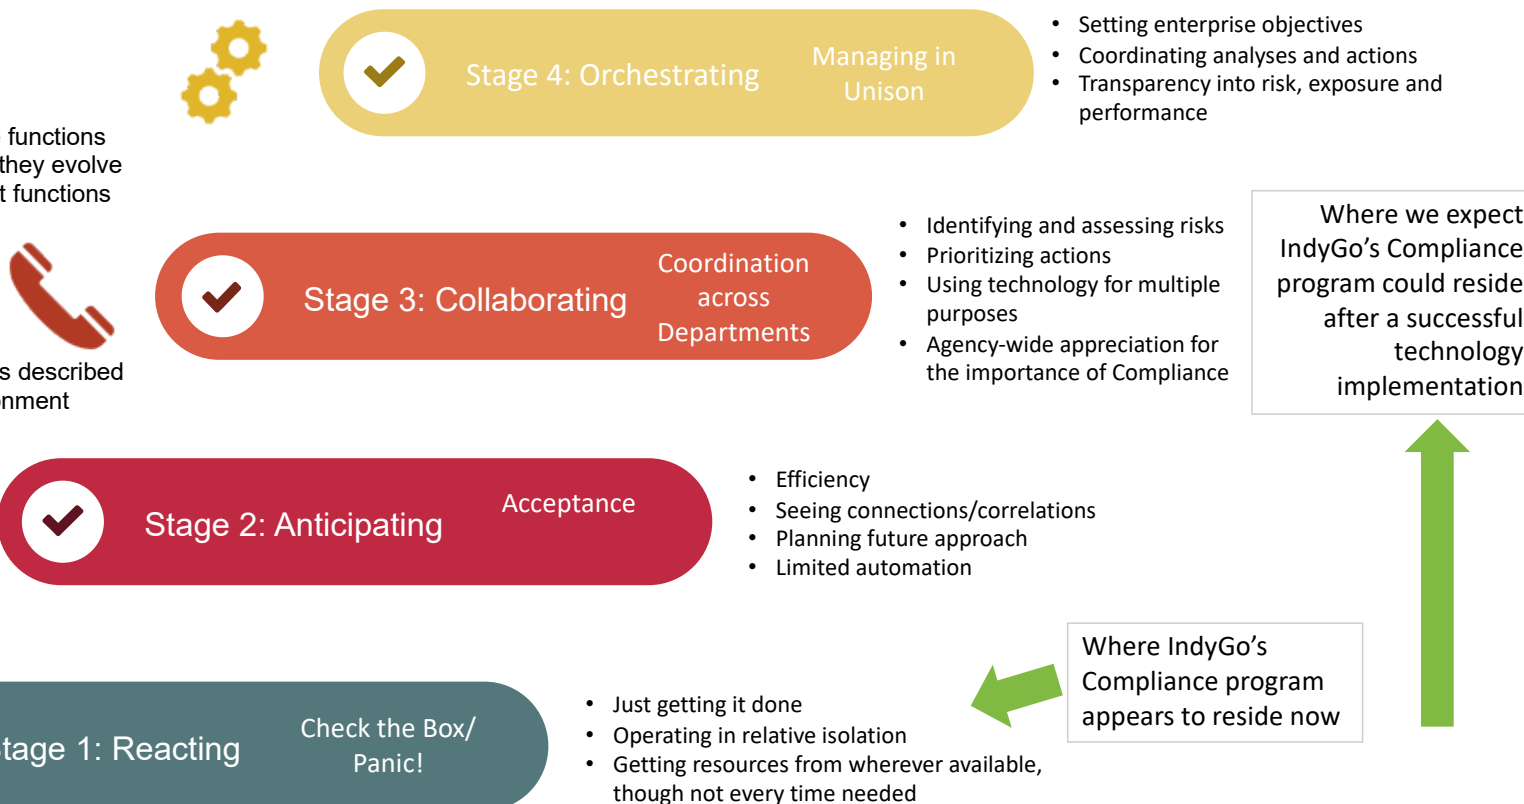 Stage 4: Orchestrating
Managing in
Unison
• Setting enterprise objectives
• Coordinating analyses and actions
• Transparency into risk, exposure and
performance
functions
they evolve
t functions
Stage 3: Collaborating
Coordination
across
Departments
• Identifying and assessing risks
• Prioritizing actions
• Using technology for multiple
purposes
• Agency-wide appreciation for
the importance of Compliance
Where we expect
IndyGo’s Compliance
program could reside
after a successful
technology
implementation
s described
onment
Stage 2: Anticipating
Acceptance
• Efficiency
• Seeing connections/correlations
• Planning future approach
• Limited automation
Where IndyGo’s
Compliance program
appears to reside now
Stage 1: Reacting
Check the Box/
Panic!
• Just getting it done
• Operating in relative isolation
• Getting resources from wherever available,
though not every time needed